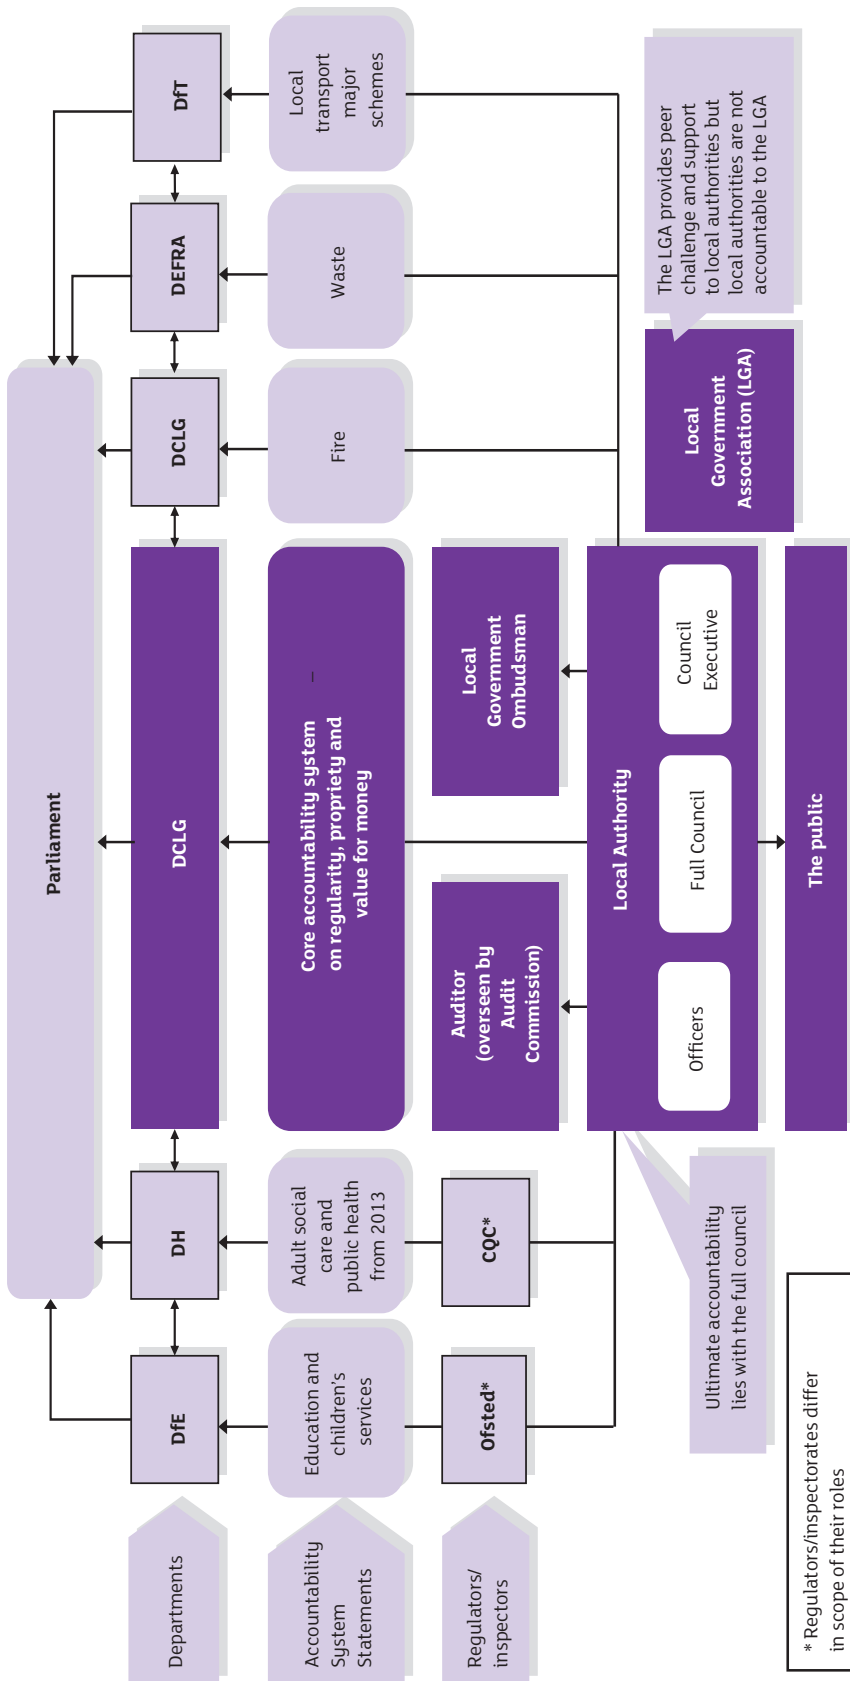 Parliament
Departments
DfE
DH
DCLG
DCLG
DEFRA
DfT
Accountability
System
Statements
Education and
children's
services
Adult social
care and
public health
from 2013
Core accountability system –
on regularity, propriety and
value for money
Fire
Waste
Local
transport
major
schemes
Regulators/
inspectors
Ofsted*
CQC*
Auditor
(overseen by
Audit
Commission)
Local
Government
Ombudsman
Local Authority
Officers
Full Council
Council
Executive
Local
Government
Association (LGA)
The LGA provides peer
challenge and support
to local authorities but
local authorities are not
accountable to the LGA
Ultimate accountability
lies with the full council
The public
* Regulators/inspectorates differ
in scope of their roles